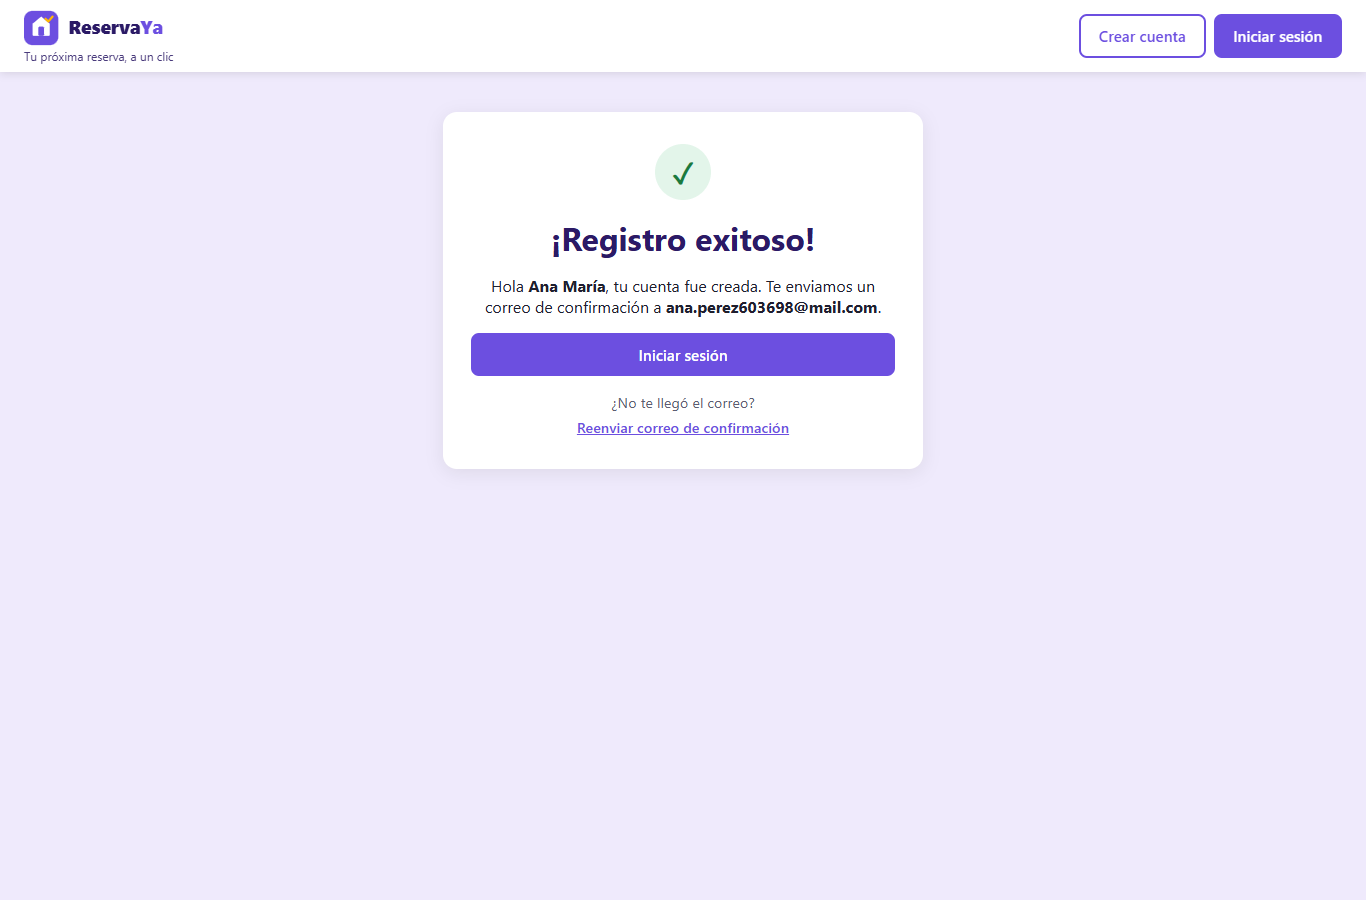 ReservaYa
Tu próxima reserva, a un clic
Crear cuenta
Iniciar sesión
✓
¡Registro exitoso!
Hola Ana María, tu cuenta fue creada. Te enviamos un
correo de confirmación a ana.perez603698@mail.com.
Iniciar sesión
¿No te llegó el correo?
Reenviar correo de confirmación